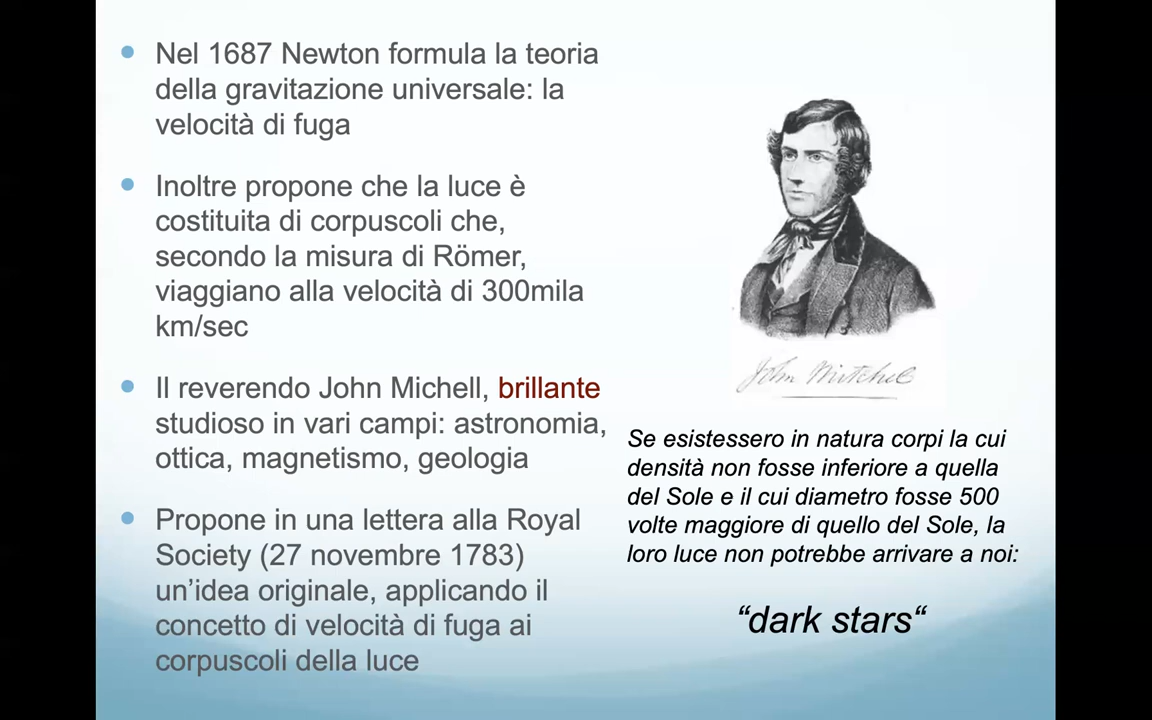 Nel 1687 Newton formula la teoria
della gravitazione universale: la
velocità di fuga
Inoltre propone che la luce è
costituita di corpuscoli che,
secondo la misura di Römer,
viaggiano alla velocità di 300mila
km/sec
Il reverendo John Michell, brillante
studioso in vari campi: astronomia,
ottica, magnetismo, geologia
Propone in una lettera alla Royal
Society (27 novembre 1783)
un’idea originale, applicando il
concetto di velocità di fuga ai
corpuscoli della luce
John Mitchel
Se esistessero in natura corpi la cui
densità non fosse inferiore a quella
del Sole e il cui diametro fosse 500
volte maggiore di quello del Sole, la
loro luce non potrebbe arrivare a noi:
“dark stars“